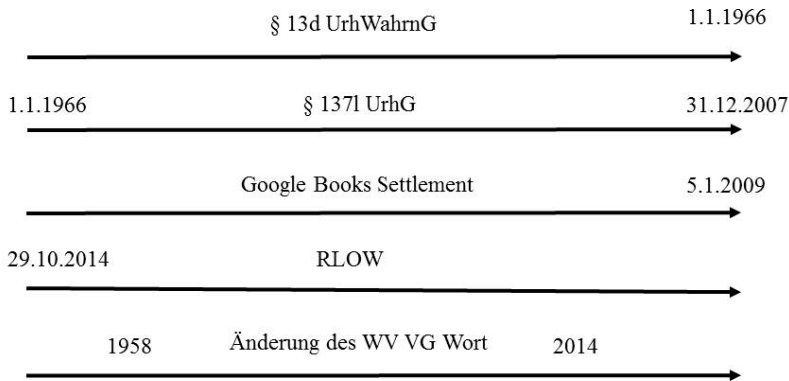 § 13d UrhWahrnG 1.1.1966
1.1.1966 § 137l UrhG 31.12.2007
Google Books Settlement 5.1.2009
29.10.2014 RLOW
1958 Änderung des WV VG Wort 2014